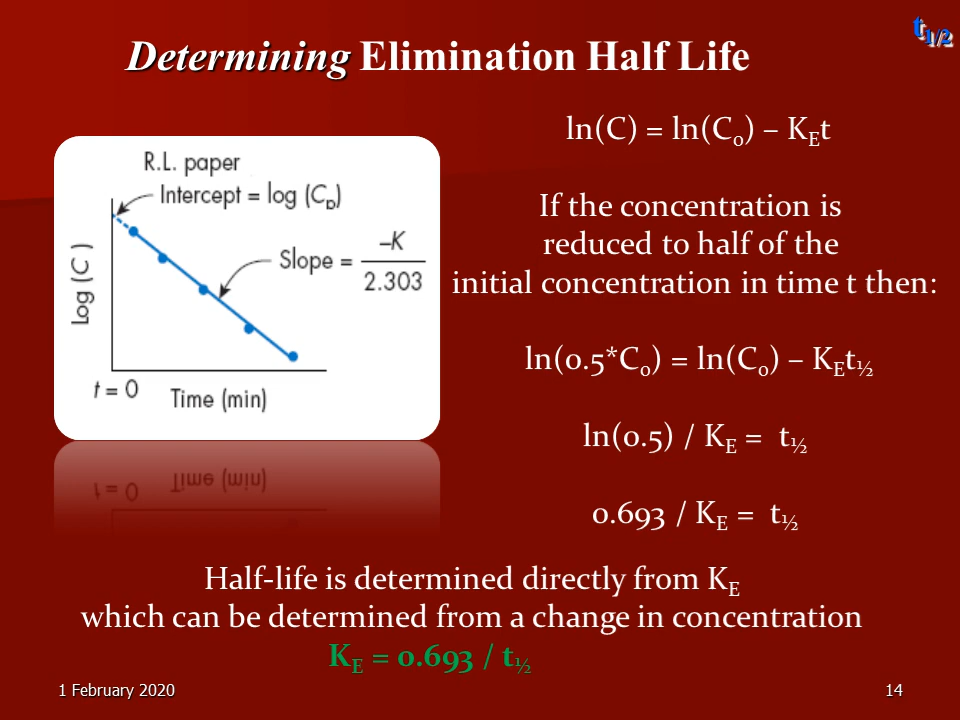 t1/2
Determining Elimination Half Life
ln(C) = ln(C0) – KEt
R.L. paper
Intercept = log (CD)
Slope = –K / 2.303
Log (C )
t = 0
Time (min)
If the concentration is
reduced to half of the
initial concentration in time t then:
ln(0.5*C0) = ln(C0) – KEt½
ln(0.5) / KE = t½
0.693 / KE = t½
t = 0
Time (min)
Half-life is determined directly from KE
which can be determined from a change in concentration
KE = 0.693 / t½
1 February 2020
14